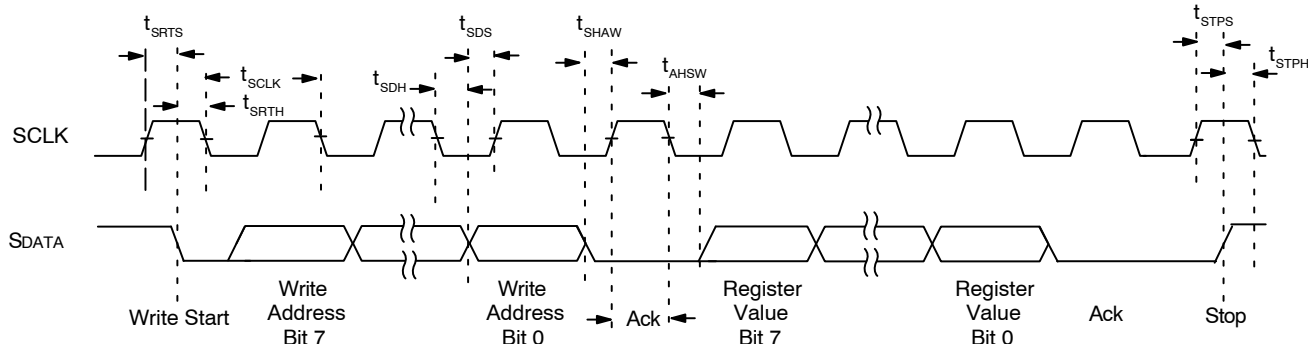 tSRTS
tSDS
tSHAW
tSTPS
tSCLK
tSRTH
tSDH
tAHSW
tSTPH
SCLK
SDATA
Write Start
Write
Address
Bit 7
Write
Address
Bit 0
Ack
Register
Value
Bit 7
Register
Value
Bit 0
Ack
Stop